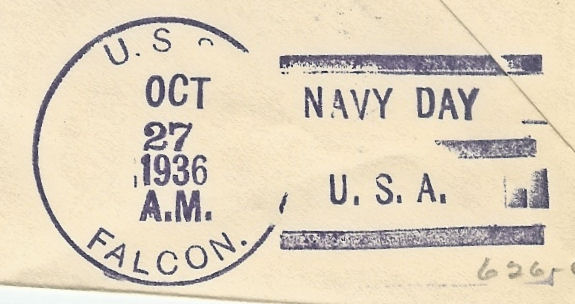 U.S
OCT
27
1936
A.M.
FALCON.
NAVY DAY
U. S. A.